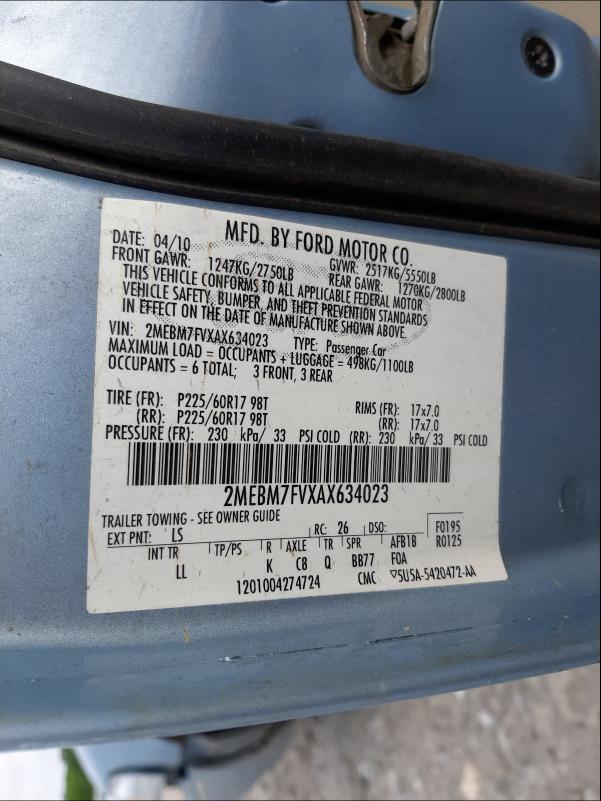 MFD. BY FORD MOTOR CO.
DATE: 04/10 GVWR: 2517KG/5550LB
FRONT GAWR: 1247KG/2750LB REAR GAWR: 1270KG/2800LB
THIS VEHICLE CONFORMS TO ALL APPLICABLE FEDERAL MOTOR
VEHICLE SAFETY, BUMPER, AND THEFT PREVENTION STANDARDS
IN EFFECT ON THE DATE OF MANUFACTURE SHOWN ABOVE.
VIN: 2MEBM7FVXAX634023 TYPE: Passenger Car
MAXIMUM LOAD = OCCUPANTS + LUGGAGE = 498KG/1100LB
OCCUPANTS = 6 TOTAL; 3 FRONT, 3 REAR
TIRE (FR): P225/60R17 98T RIMS (FR): 17x7.0
(RR): P225/60R17 98T (RR): 17x7.0
PRESSURE (FR): 230 kPa/ 33 PSI COLD (RR): 230 kPa/ 33 PSI COLD
2MEBM7FVXAX634023
TRAILER TOWING - SEE OWNER GUIDE
EXT PNT: LS RC: 26 DSO: F0195
INT TR TP/PS R AXLE TR SPR AFB1B R0125
LL K C8 Q BB77 FOA
1201004274724 CMC ▽5U5A-5420472-AA